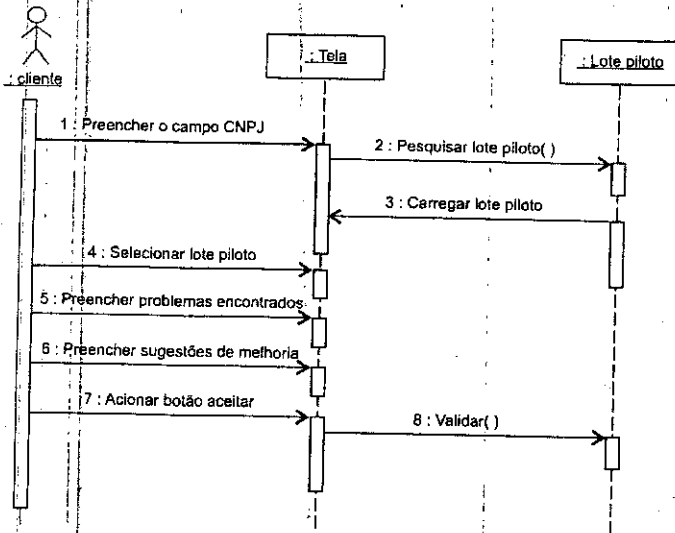 : cliente
: Tela
: Lote piloto
1 : Preencher o campo CNPJ
2 : Pesquisar lote piloto( )
3 : Carregar lote piloto
4 : Selecionar lote piloto
5 : Preencher problemas encontrados
6 : Preencher sugestões de melhoria
7 : Acionar botão aceitar
8 : Validar( )